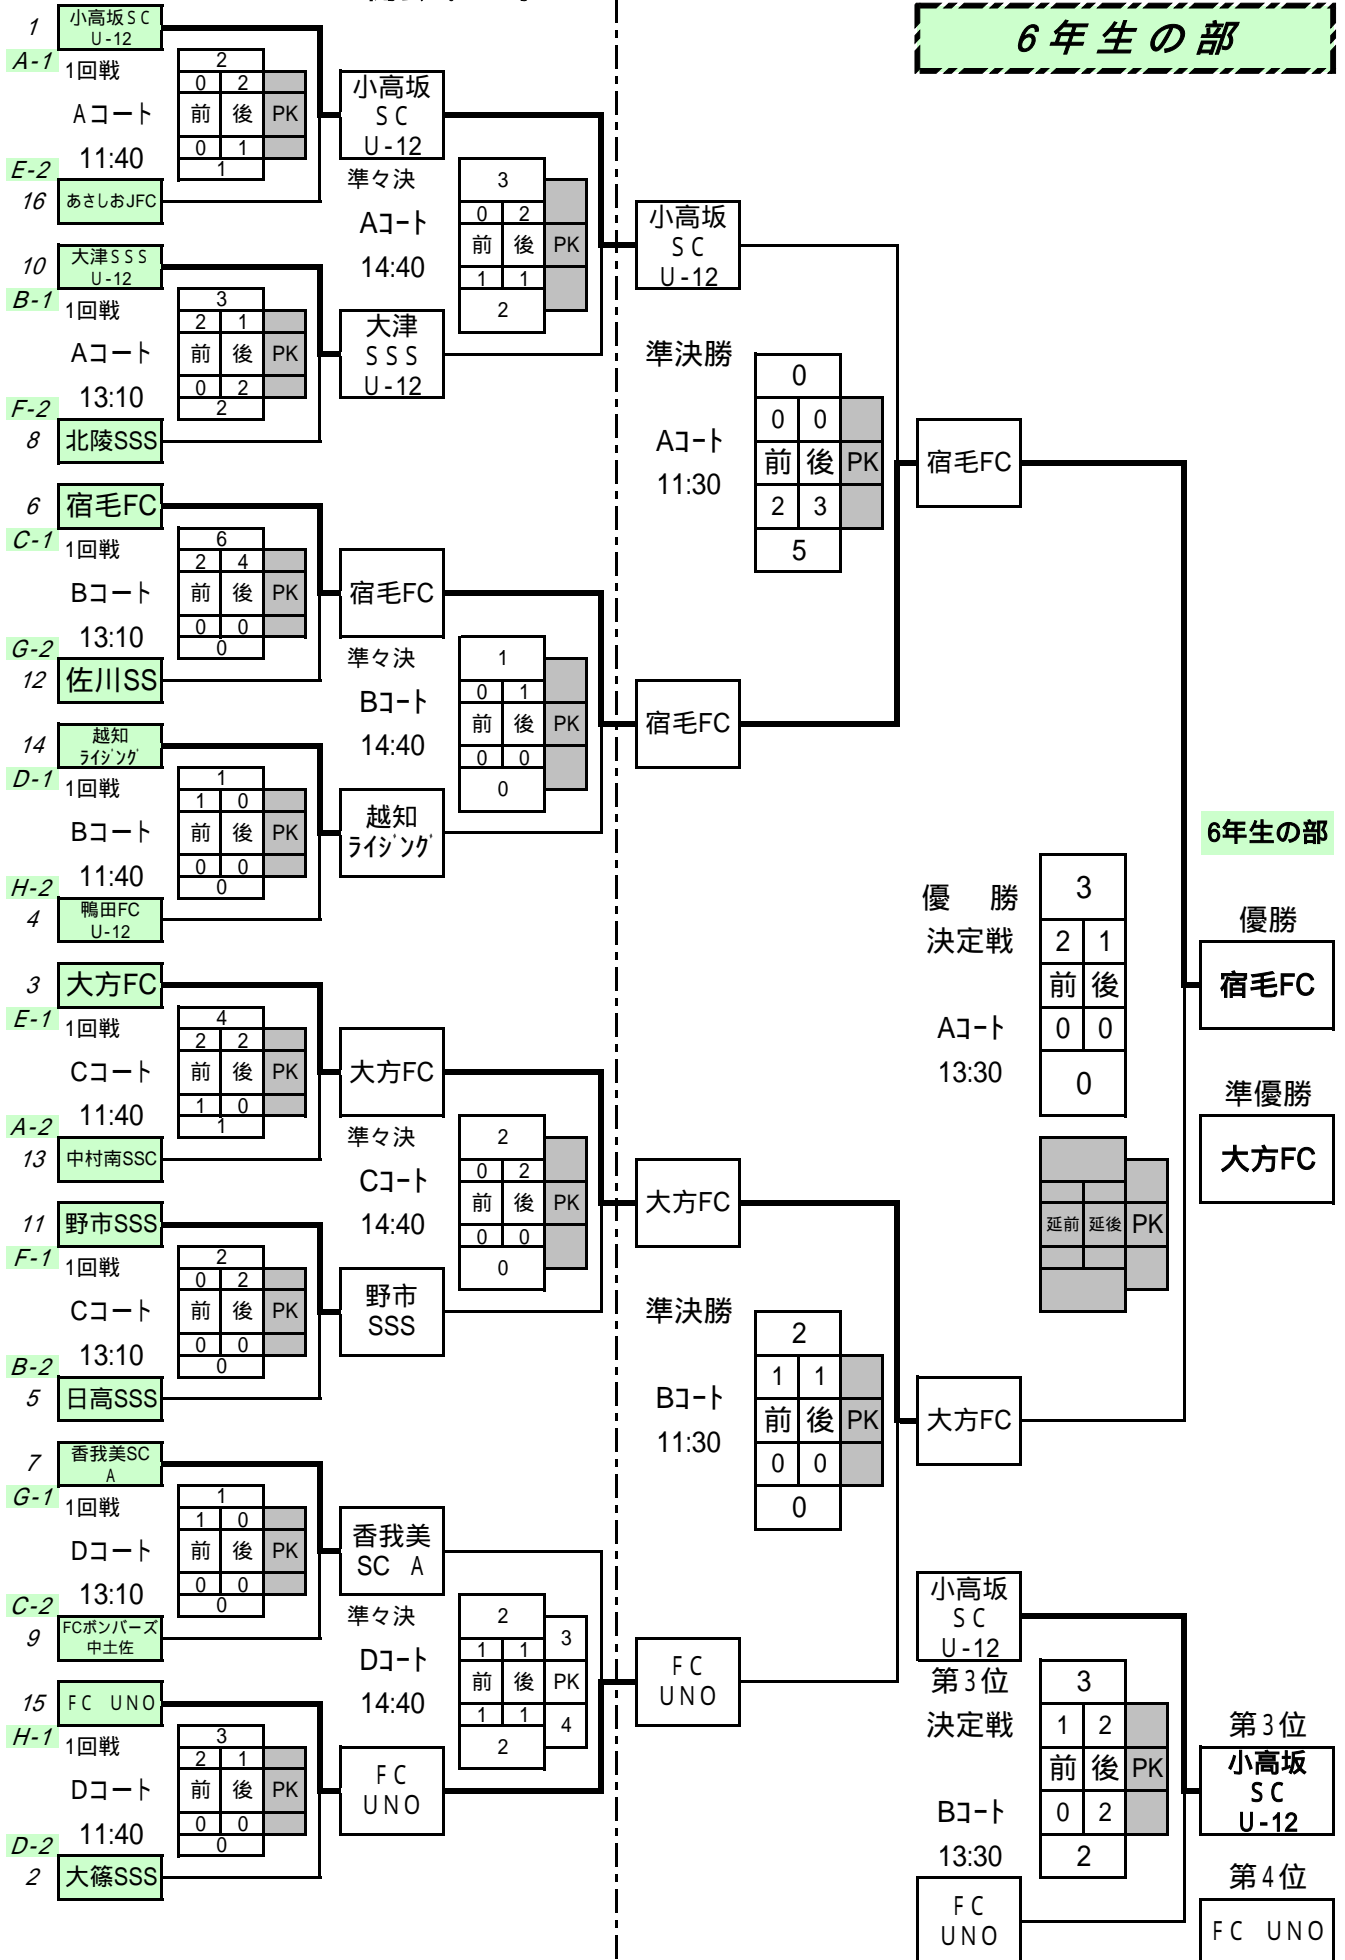 6年生の部
1
小高坂SC
U-12
A-1
1回戦
Aコート
11:40
2
0 2
前 後 PK
0 1
1
E-2
16
あさしおJFC
小高坂
SC
U-12
10
大津SSS
U-12
B-1
1回戦
Aコート
13:10
3
2 1
前 後 PK
0 2
2
F-2
8
北陵SSS
大津
SSS
U-12
準々決
Aコート
14:40
3
0 2
前 後 PK
1 1
2
小高坂
SC
U-12
6
宿毛FC
C-1
1回戦
Bコート
13:10
6
2 4
前 後 PK
0 0
0
G-2
12
佐川SS
宿毛FC
14
越知
ライジング
D-1
1回戦
Bコート
11:40
1
1 0
前 後 PK
0 0
0
H-2
4
鴨田FC
U-12
越知
ライジング
準々決
Bコート
14:40
1
0 1
前 後 PK
0 0
0
宿毛FC
準決勝
Aコート
11:30
0
0 0
前 後 PK
2 3
5
宿毛FC
3
大方FC
E-1
1回戦
Cコート
11:40
4
2 2
前 後 PK
1 0
1
A-2
13
中村南SSC
大方FC
11
野市SSS
F-1
1回戦
Cコート
13:10
2
0 2
前 後 PK
0 0
0
B-2
5
日高SSS
野市
SSS
準々決
Cコート
14:40
2
0 2
前 後 PK
0 0
0
大方FC
7
香我美SC
A
G-1
1回戦
Dコート
13:10
1
1 0
前 後 PK
0 0
0
C-2
9
FCボンバーズ
中土佐
香我美
SC A
15
FC UNO
H-1
1回戦
Dコート
11:40
3
2 1
前 後 PK
0 0
0
D-2
2
大篠SSS
FC
UNO
準々決
Dコート
14:40
2
1 1 3
前 後 PK
1 1 4
2
FC
UNO
準決勝
Bコート
11:30
2
1 1
前 後 PK
0 0
0
大方FC
優 勝
決定戦
Aコート
13:30
3
2 1
前 後
0 0
0
延前 延後 PK
6年生の部
優勝
宿毛FC
準優勝
大方FC
小高坂
SC
U-12
第3位
決定戦
Bコート
13:30
3
1 2
前 後 PK
0 2
2
FC
UNO
第3位
小高坂
SC
U-12
第4位
FC UNO